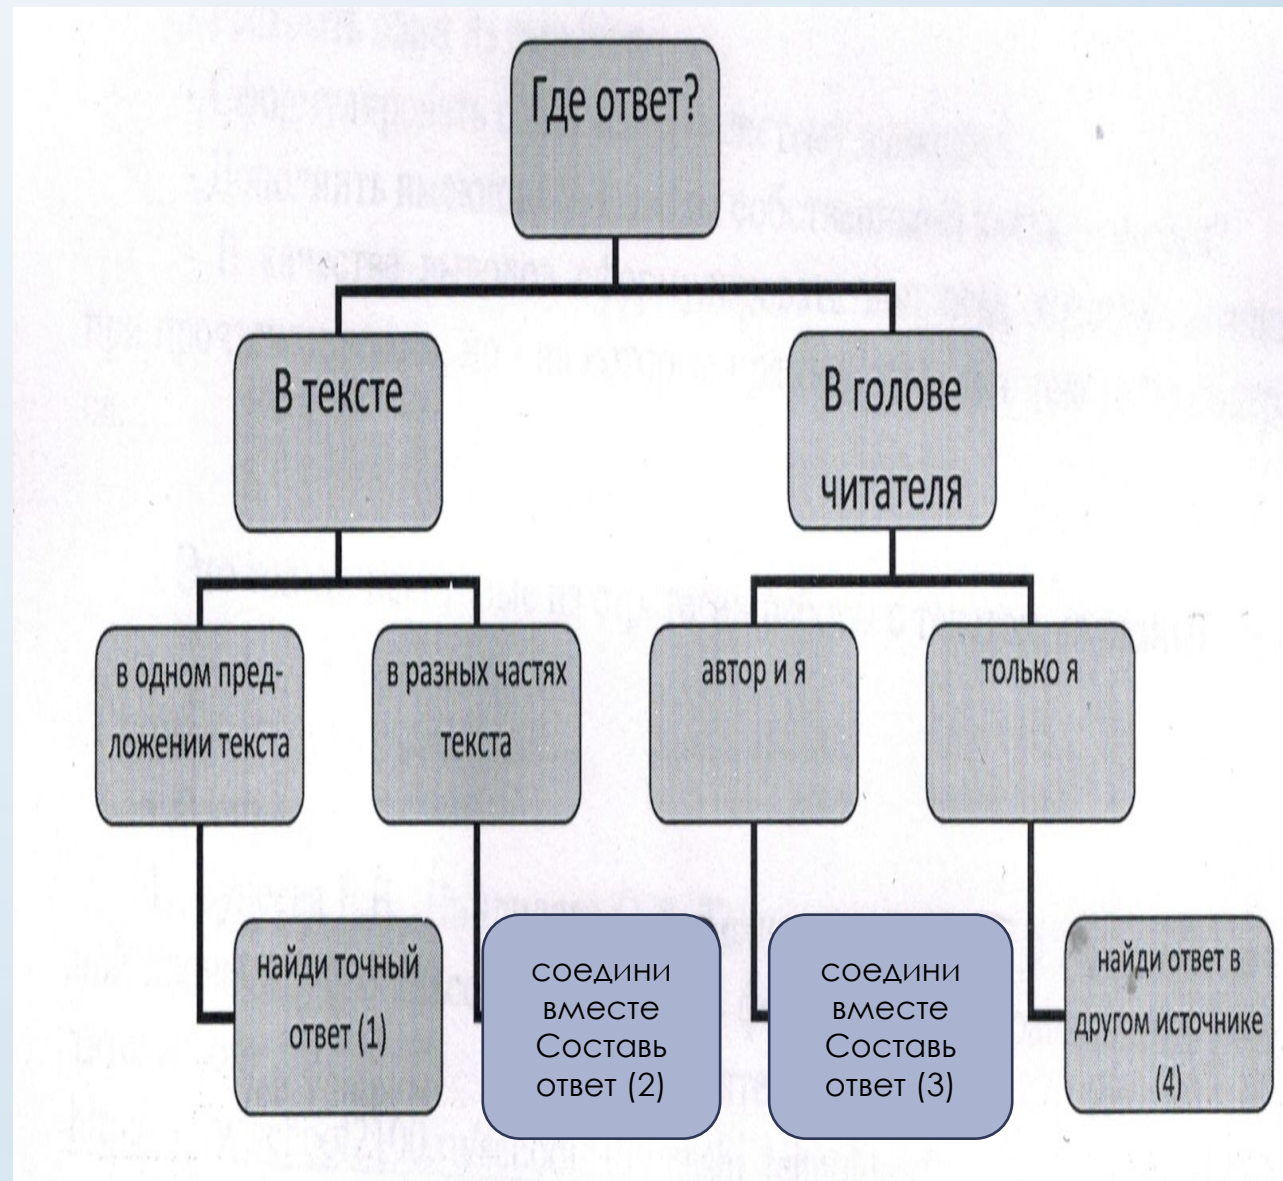 Где ответ?
В тексте
В голове
читателя
в одном пред-
ложении текста
в разных частях
текста
автор и я
только я
найди точный
ответ (1)
соедини
вместе
Составь
ответ (2)
соедини
вместе
Составь
ответ (3)
найди ответ в
другом источнике
(4)